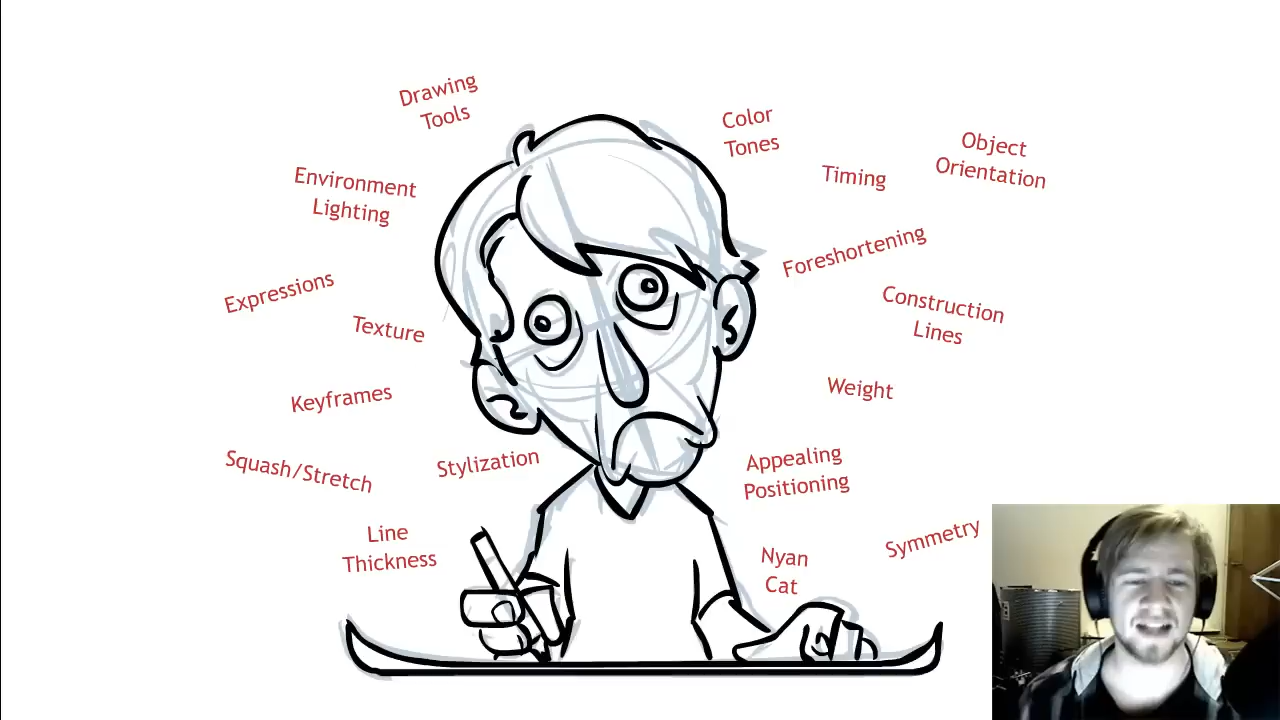 Drawing
Tools
Color
Tones
Object
Orientation
Timing
Environment
Lighting
Foreshortening
Expressions
Texture
Construction
Lines
Keyframes
Weight
Squash/Stretch
Stylization
Appealing
Positioning
Line
Thickness
Nyan
Cat
Symmetry